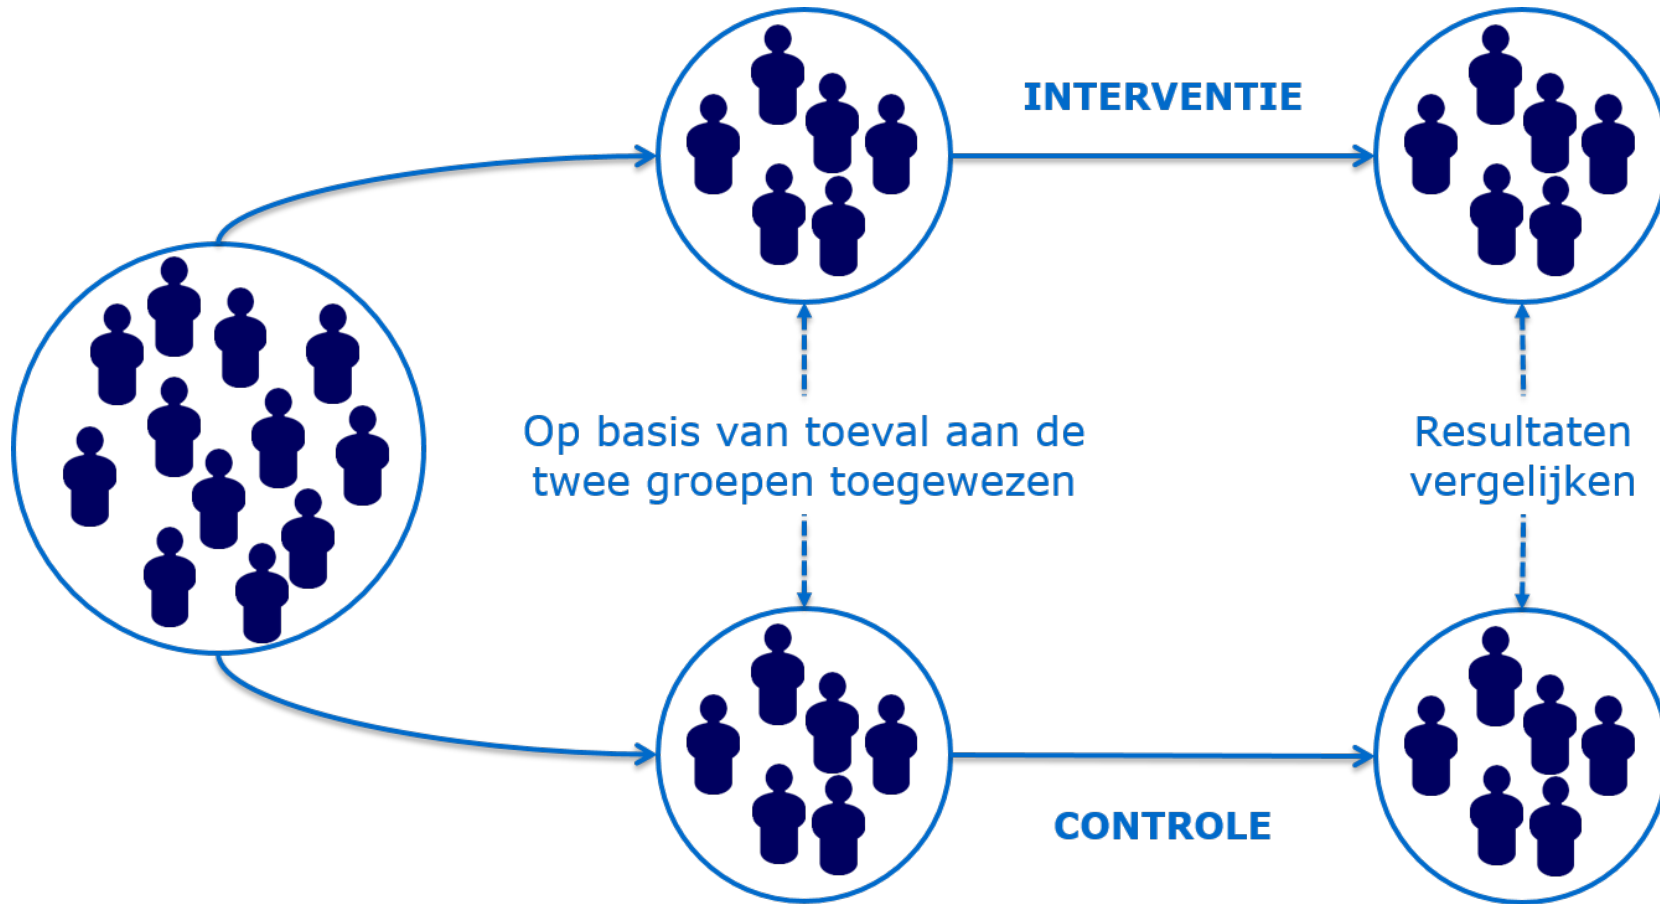 INTERVENTIE
Op basis van toeval aan de
twee groepen toegewezen
Resultaten
vergelijken
CONTROLE